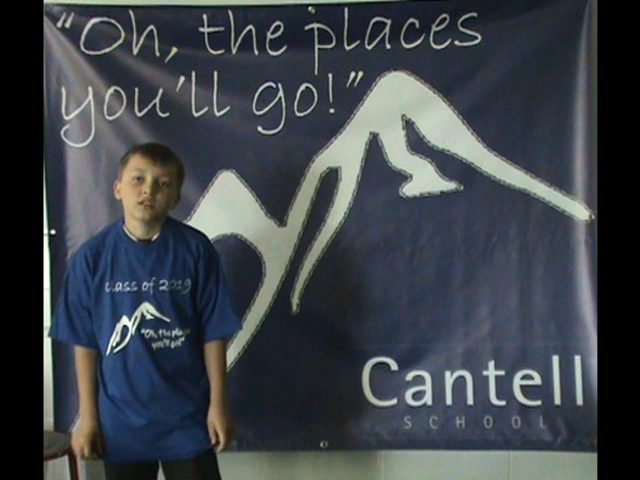 “Oh, the places
you'll go!”
Class of 2019
“Oh, the places
you'll go!”
Cantell
SCHOOL